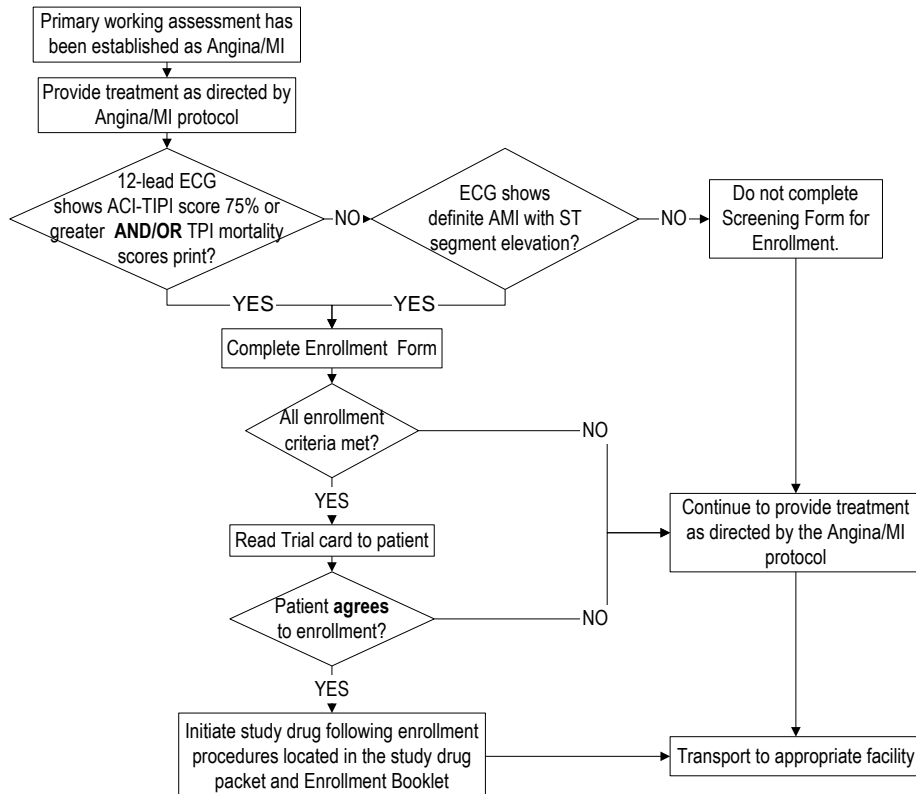 Primary working assessment has
been established as Angina/MI
Provide treatment as directed by
Angina/MI protocol
12-lead ECG
shows ACI-TIPI score 75% or
greater AND/OR TPI mortality
scores print?
NO
ECG shows
definite AMI with ST
segment elevation?
NO
Do not complete
Screening Form for
Enrollment.
YES
YES
Complete Enrollment Form
All enrollment
criteria met?
NO
YES
Read Trial card to patient
Continue to provide treatment
as directed by the Angina/MI
protocol
Patient agrees
to enrollment?
NO
YES
Initiate study drug following enrollment
procedures located in the study drug
packet and Enrollment Booklet
Transport to appropriate facility